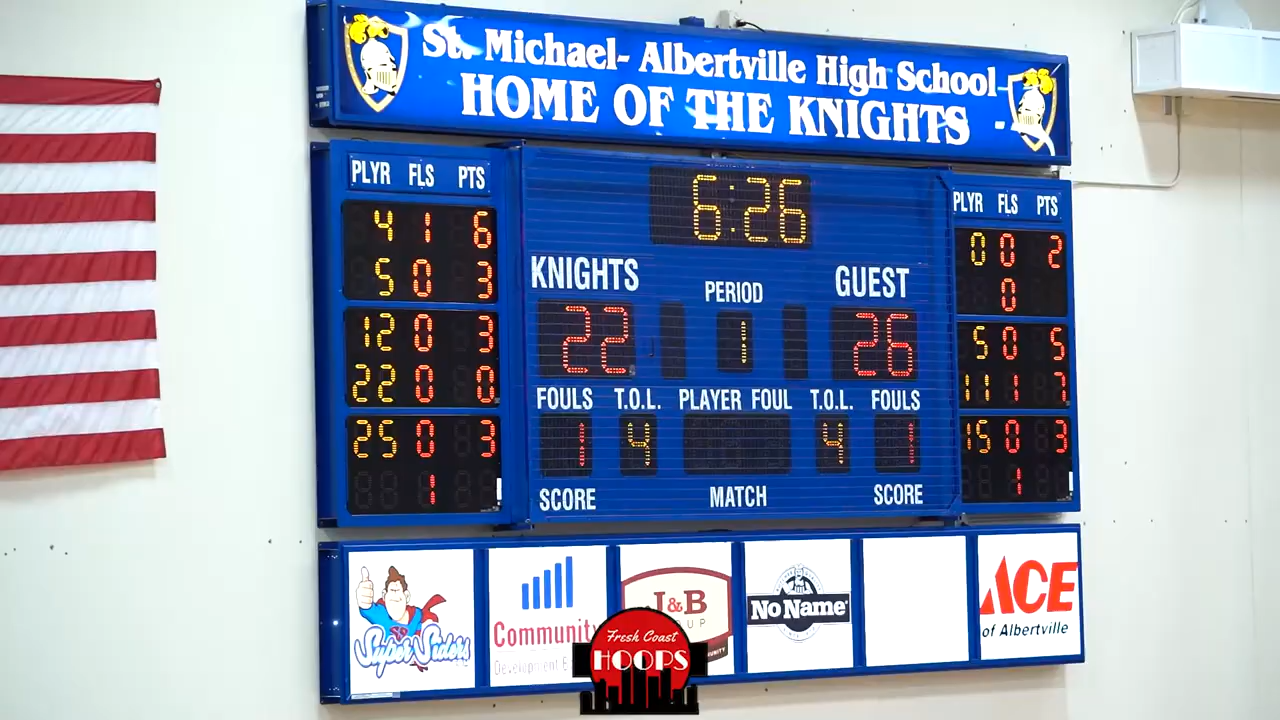 St. Michael- Albertville High School
HOME OF THE KNIGHTS -
PLYR FLS PTS
4 1 6
5 0 3
12 0 3
22 0 0
25 0 3
1
6:26
KNIGHTS
PERIOD
GUEST
22
1
26
FOULS T.O.L. PLAYER FOUL T.O.L. FOULS
1 4 4 1
SCORE MATCH SCORE
PLYR FLS PTS
0 0 2
0
5 0 5
11 1 7
15 0 3
1
Super Siders
Community
Development
J&B
No Name
ACE
of Albertville
Fresh Coast
HOOPS